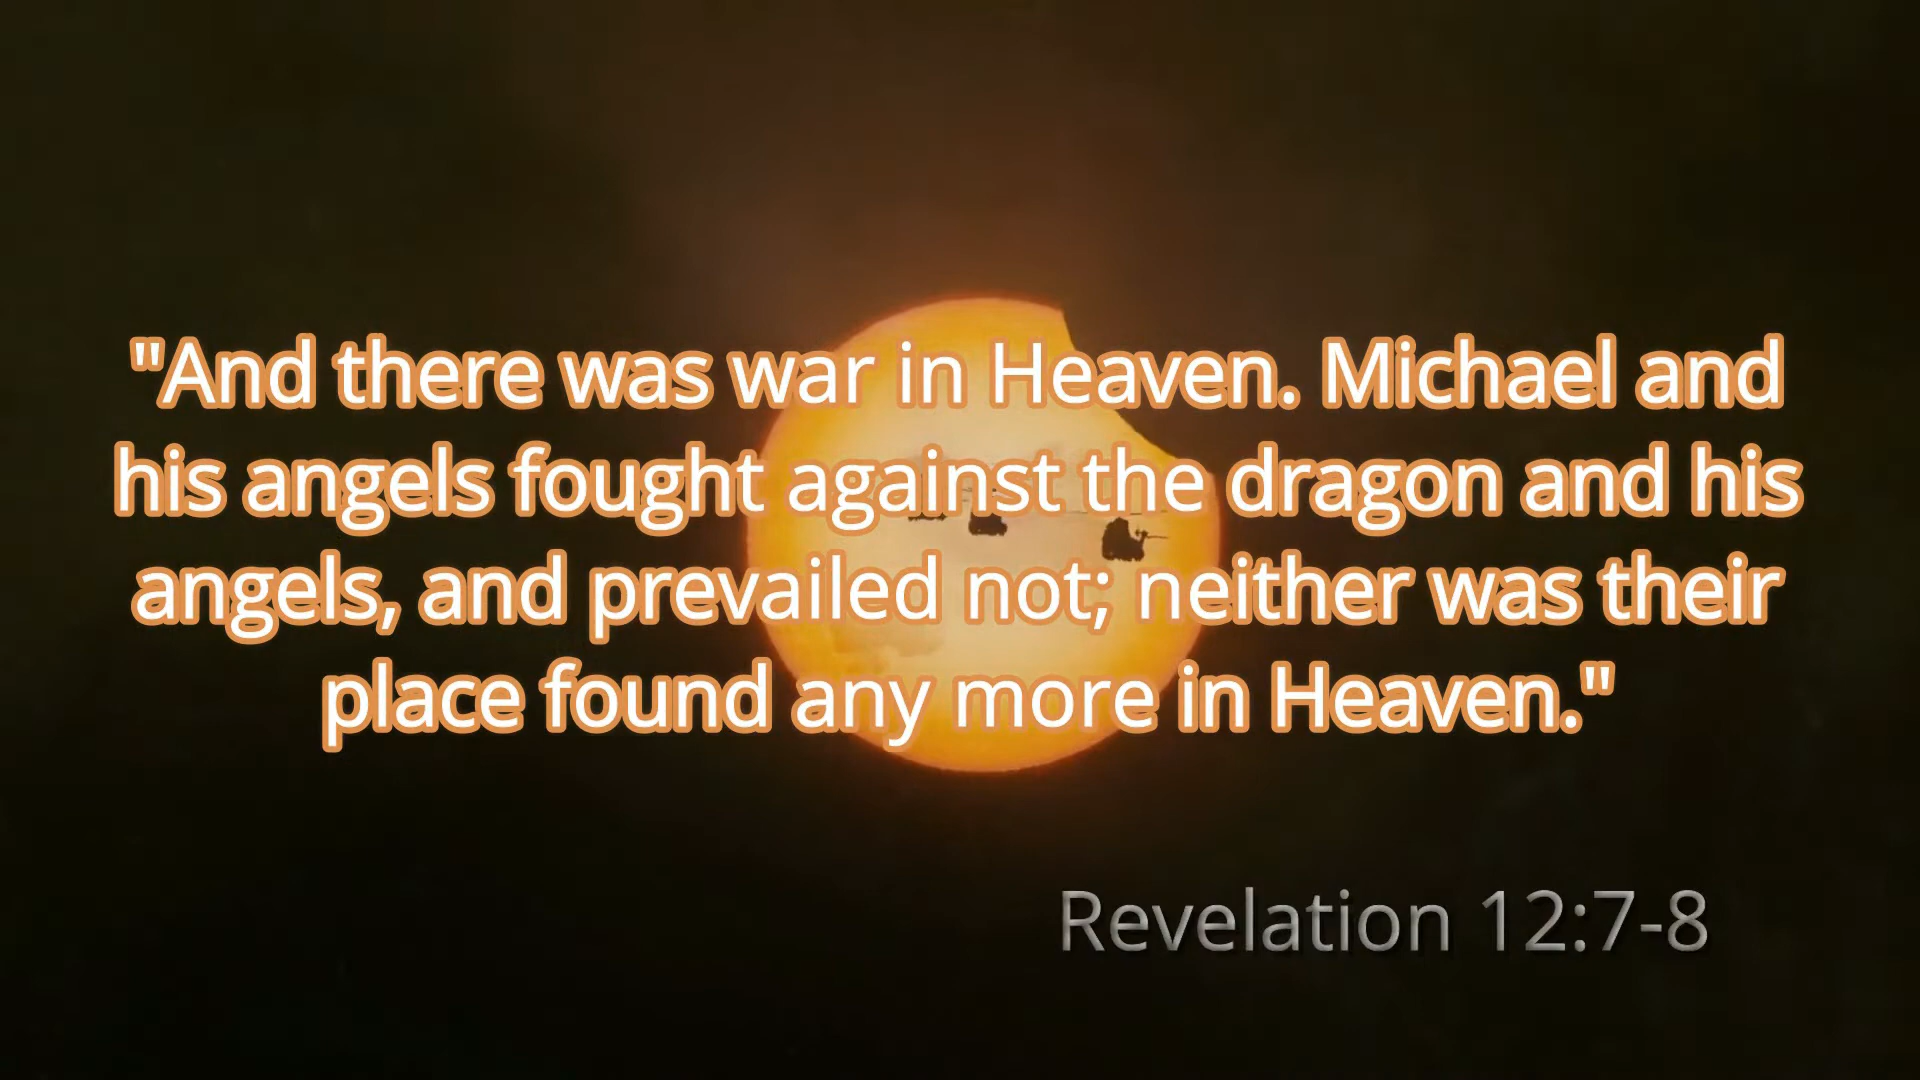 "And there was war in Heaven. Michael and
his angels fought against the dragon and his
angels, and prevailed not; neither was their
place found any more in Heaven."
Revelation 12:7-8